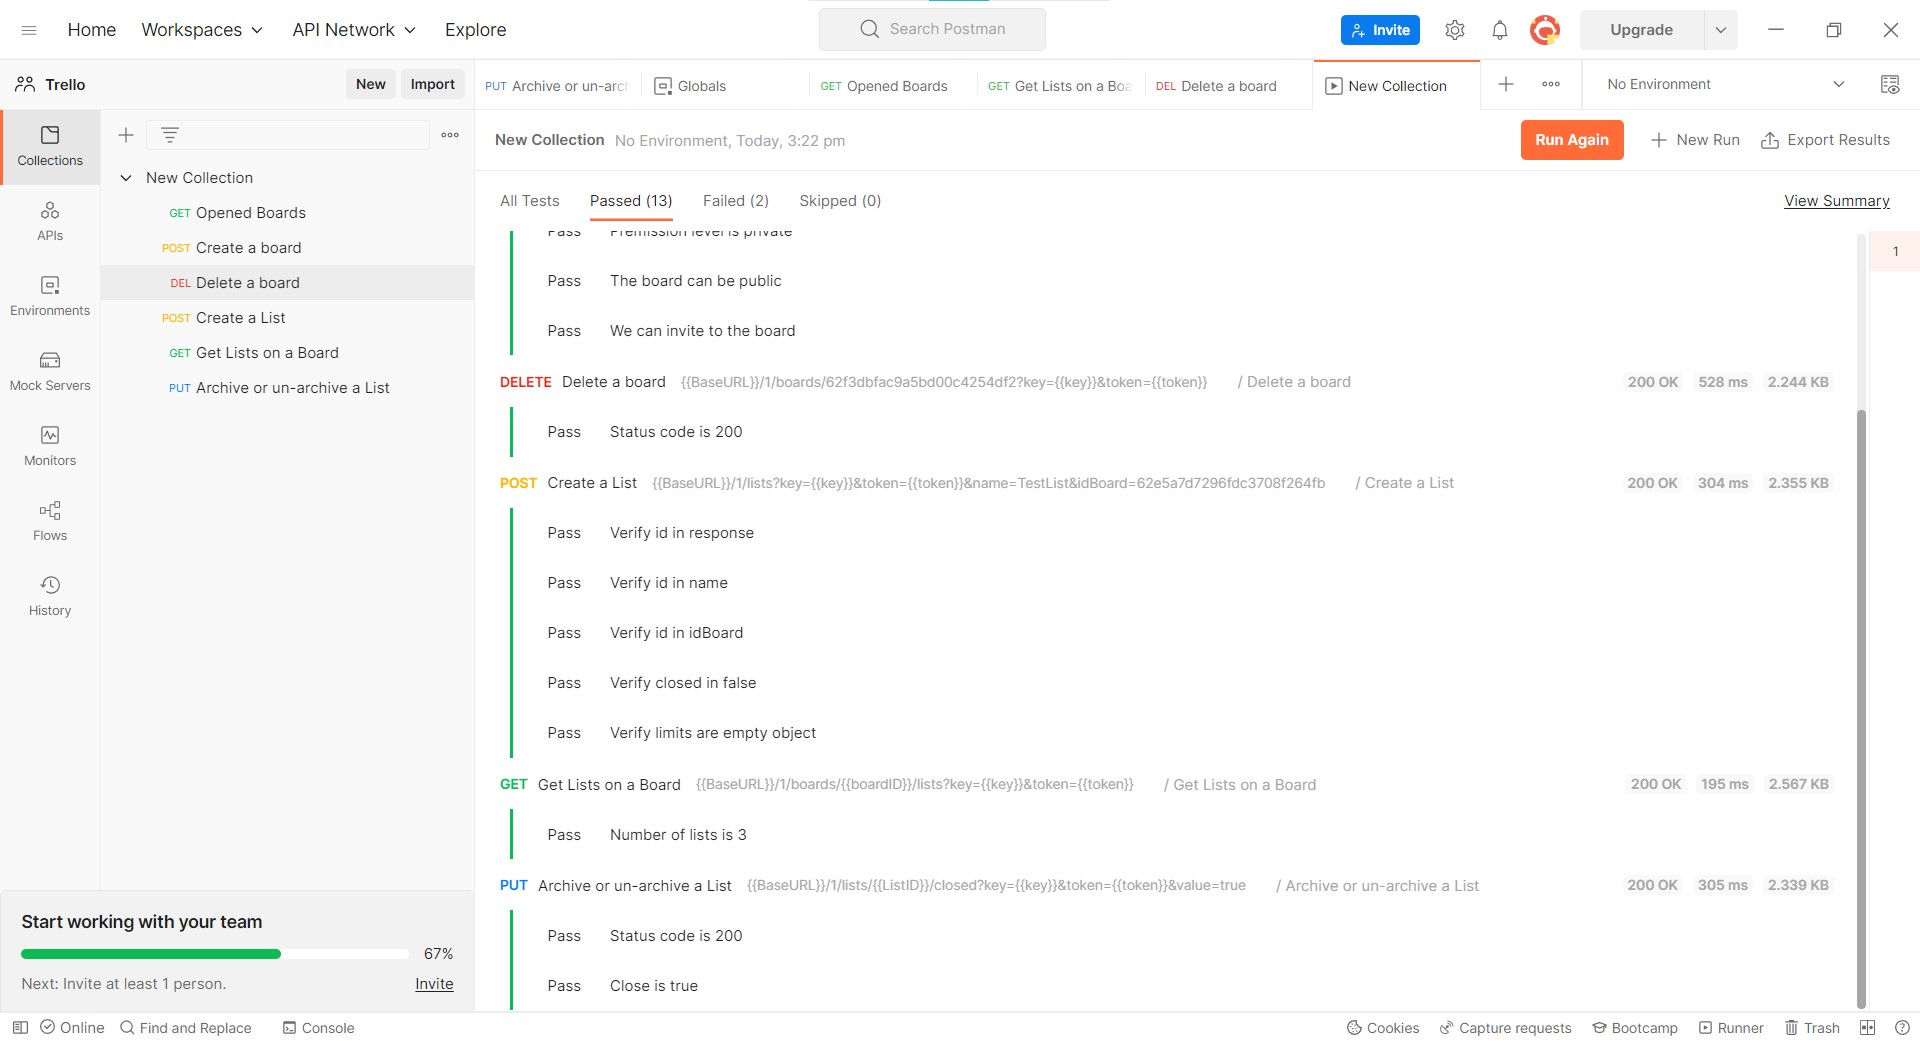 Home Workspaces API Network Explore Search Postman Invite Upgrade
Trello New Import
PUT Archive or un-arch Globals GET Opened Boards GET Get Lists on a Boa DEL Delete a board New Collection No Environment
Collections
APIs
Environments
Mock Servers
Monitors
Flows
History
New Collection
GET Opened Boards
POST Create a board
DEL Delete a board
POST Create a List
GET Get Lists on a Board
PUT Archive or un-archive a List
Start working with your team
67%
Next: Invite at least 1 person. Invite
New Collection No Environment, Today, 3:22 pm Run Again New Run Export Results
All Tests Passed (13) Failed (2) Skipped (0) View Summary
1
Pass Premission level is private
Pass The board can be public
Pass We can invite to the board
DELETE Delete a board {{BaseURL}}/1/boards/62f3dbfac9a5bd00c4254df2?key={{key}}&token={{token}} / Delete a board 200 OK 528 ms 2.244 KB
Pass Status code is 200
POST Create a List {{BaseURL}}/1/lists?key={{key}}&token={{token}}&name=TestList&idBoard=62e5a7d7296fdc3708f264fb / Create a List 200 OK 304 ms 2.355 KB
Pass Verify id in response
Pass Verify id in name
Pass Verify id in idBoard
Pass Verify closed in false
Pass Verify limits are empty object
GET Get Lists on a Board {{BaseURL}}/1/boards/{{boardID}}/lists?key={{key}}&token={{token}} / Get Lists on a Board 200 OK 195 ms 2.567 KB
Pass Number of lists is 3
PUT Archive or un-archive a List {{BaseURL}}/1/lists/{{ListID}}/closed?key={{key}}&token={{token}}&value=true / Archive or un-archive a List 200 OK 305 ms 2.339 KB
Pass Status code is 200
Pass Close is true
Online Find and Replace Console Cookies Capture requests Bootcamp Runner Trash